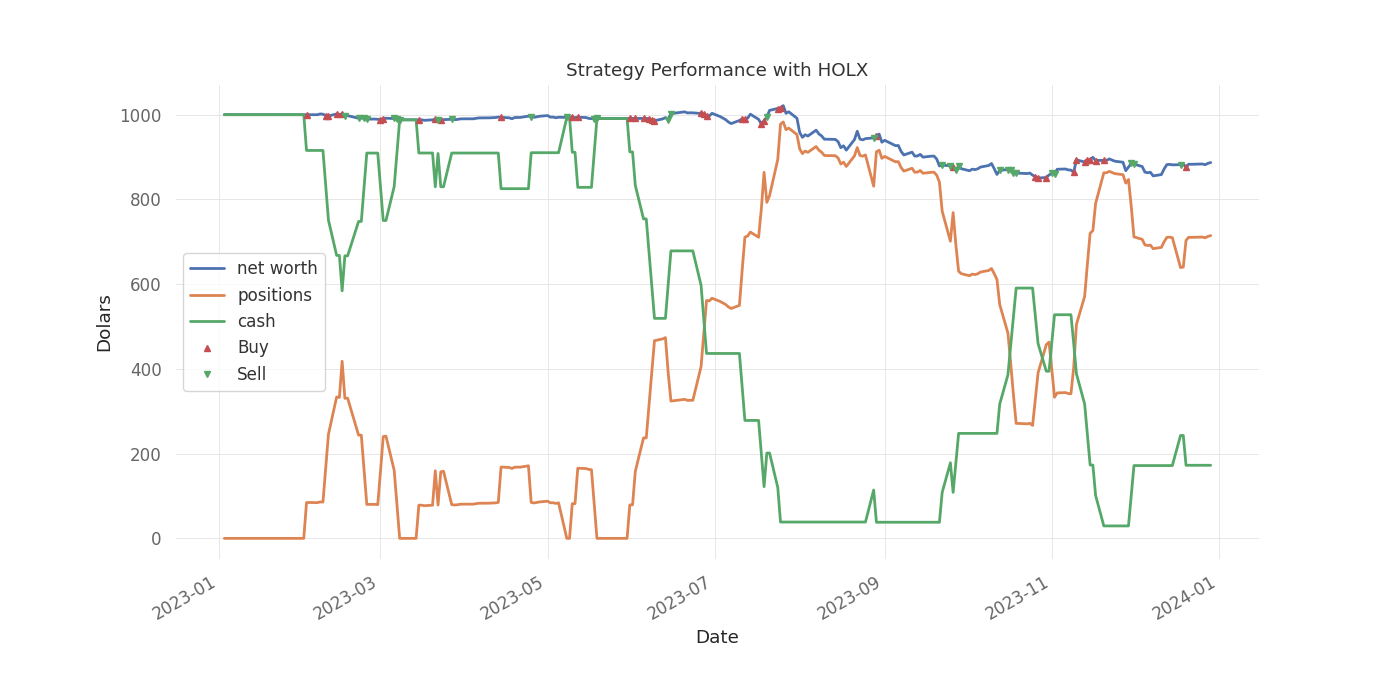 Strategy Performance with HOLX
1000
800
600
400
200
0
Dolars
net worth
positions
cash
Buy
Sell
2023-01
2023-03
2023-05
2023-07
2023-09
2023-11
2024-01
Date